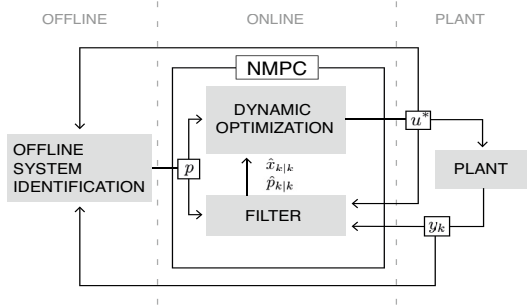 OFFLINE
ONLINE
PLANT
NMPC
DYNAMIC
OPTIMIZATION
u*
OFFLINE
SYSTEM
IDENTIFICATION
p
x̂ₖ|ₖ
p̂ₖ|ₖ
PLANT
FILTER
yₖ